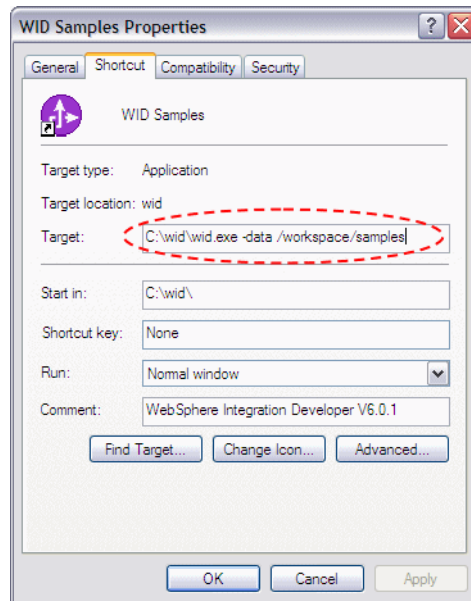 WID Samples Properties
General Shortcut Compatibility Security
WID Samples
Target type: Application
Target location: wid
Target: C:\wid\wid.exe -data /workspace/samples
Start in: C:\wid\
Shortcut key: None
Run: Normal window
Comment: WebSphere Integration Developer V6.0.1
Find Target... Change Icon... Advanced...
OK Cancel Apply